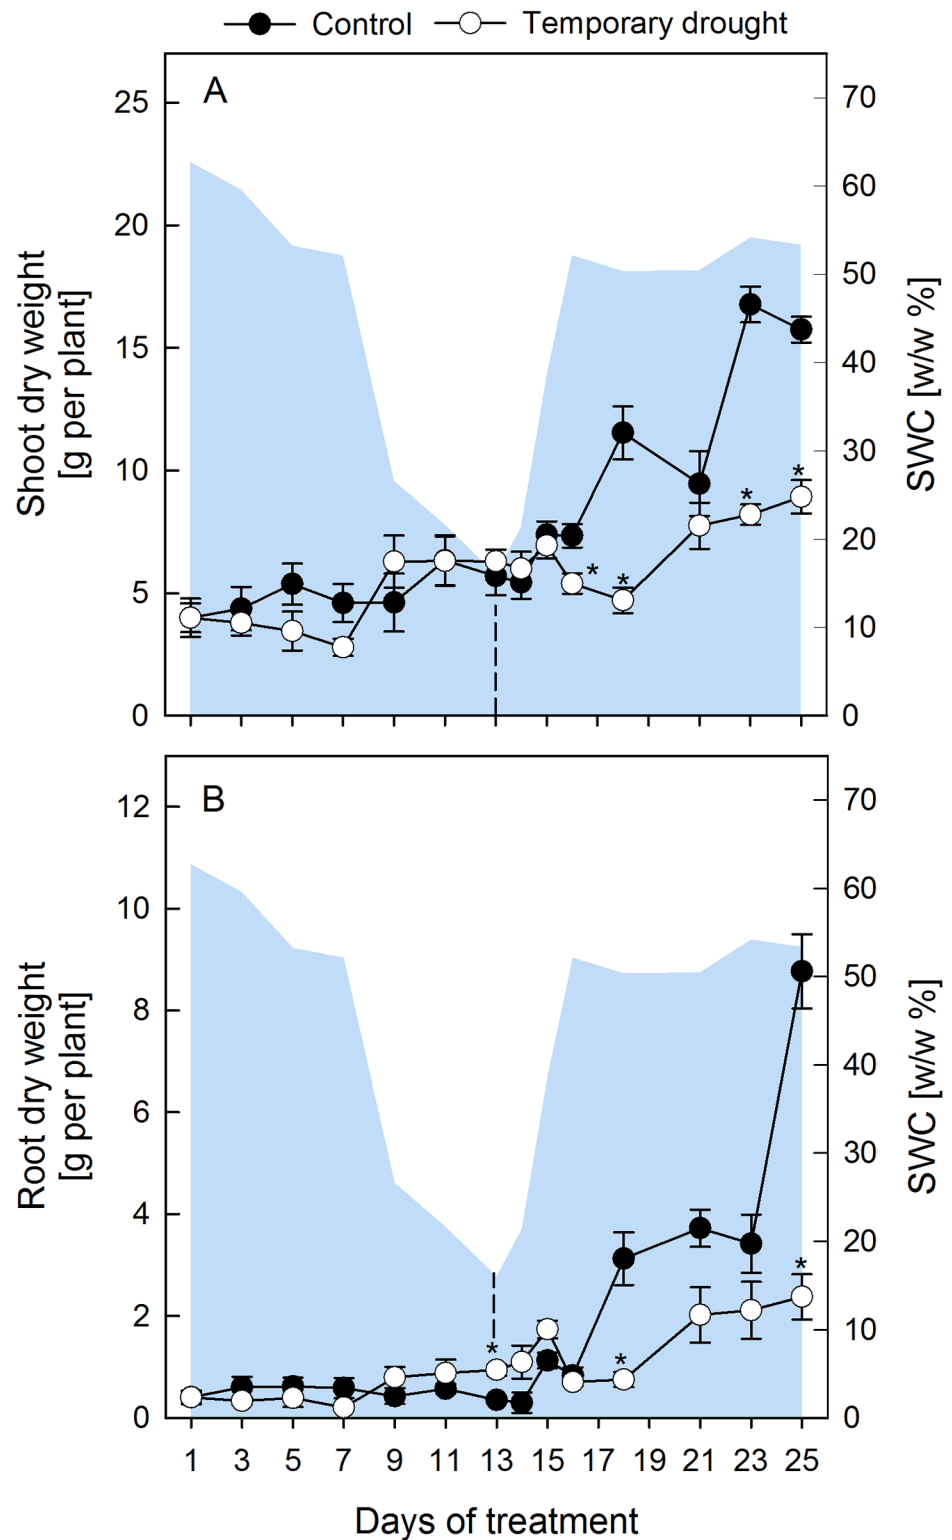 Control Temporary drought
A
25
20
15
10
5
0
Shoot dry weight
[g per plant]
70
60
50
40
30
20
10
0
SWC [w/w %]
* * * *
B
12
10
8
6
4
2
0
Root dry weight
[g per plant]
70
60
50
40
30
20
10
0
SWC [w/w %]
* * *
1 3 5 7 9 11 13 15 17 19 21 23 25
Days of treatment